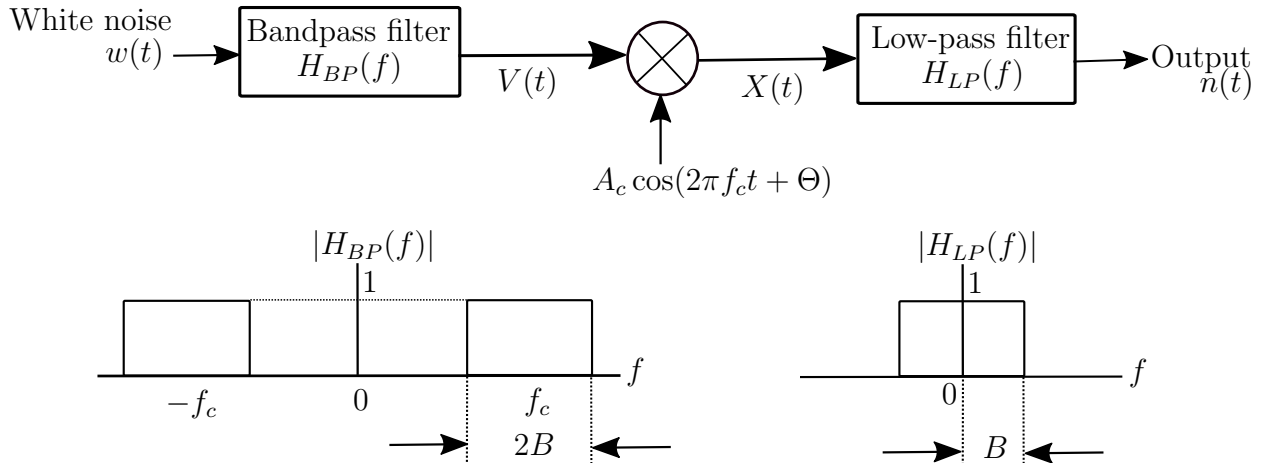 White noise
w(t)
Bandpass filter
H_{BP}(f)
V(t)
X(t)
Low-pass filter
H_{LP}(f)
Output
n(t)
A_c cos(2πf_c t + Θ)
|H_{BP}(f)|
1
f
−f_c
0
f_c
2B
|H_{LP}(f)|
1
f
0
B